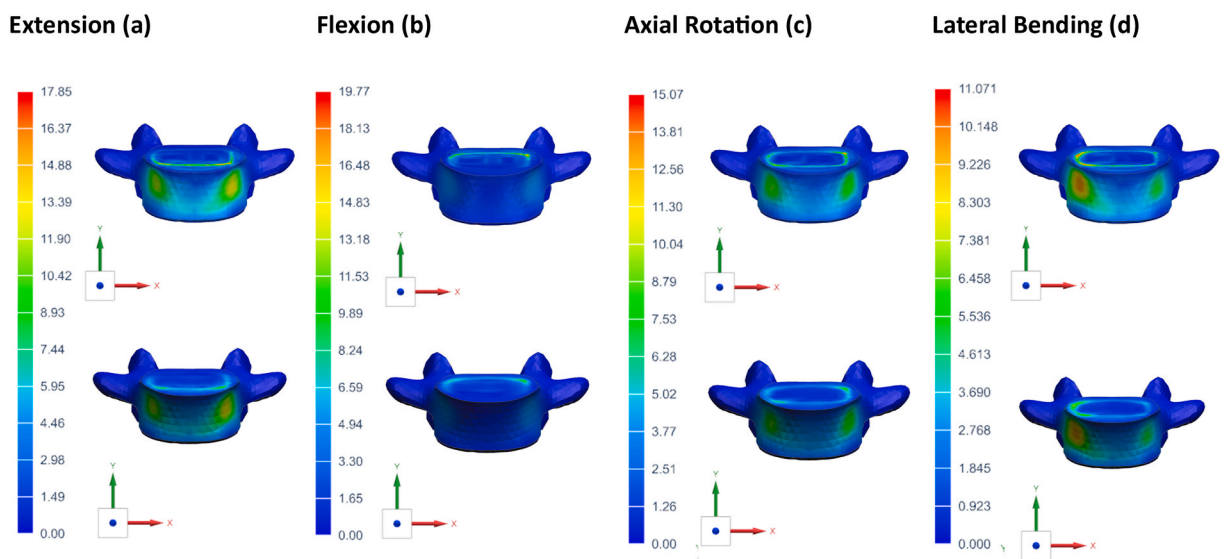 Extension (a)
Flexion (b)
Axial Rotation (c)
Lateral Bending (d)
17.85
16.37
14.88
13.39
11.90
10.42
8.93
7.44
5.95
4.46
2.98
1.49
0.00
Y
X
Y
X
19.77
18.13
16.48
14.83
13.18
11.53
9.89
8.24
6.59
4.94
3.30
1.65
0.00
Y
X
Y
X
15.07
13.81
12.56
11.30
10.04
8.79
7.53
6.28
5.02
3.77
2.51
1.26
0.00
Y
X
Y
X
Y
11.071
10.148
9.226
8.303
7.381
6.458
5.536
4.613
3.690
2.768
1.845
0.923
0.000
Y
X
Y
X
Y